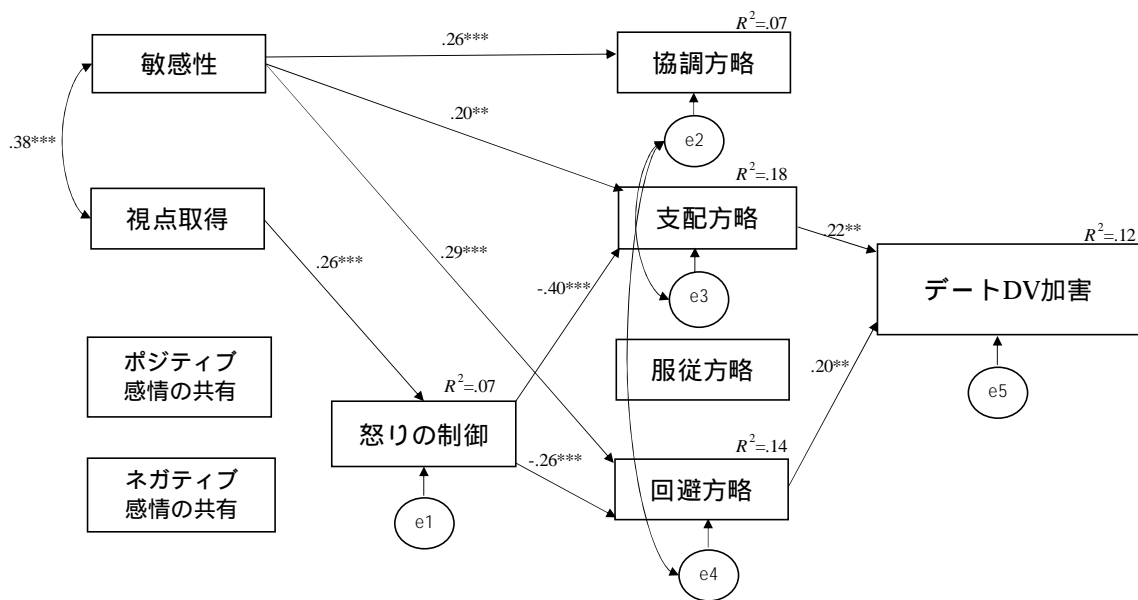 R²=.07
敏感性
.26***
協調方略
.20**
e2
.38***
R²=.18
視点取得
支配方略
.22**
R²=.12
.26***
.29***
-.40***
e3
デートDV加害
ポジティブ
感情の共有
服従方略
R²=.07
.20**
e5
怒りの制御
R²=.14
-.26***
回避方略
ネガティブ
感情の共有
e1
e4